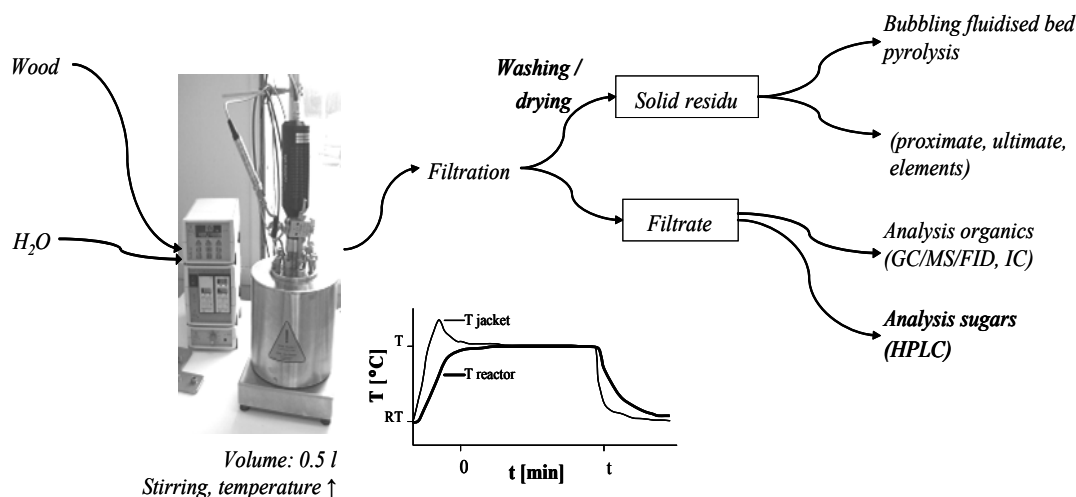 Wood
H₂O
Volume: 0.5 l
Stirring, temperature ↑
Filtration
Washing /
drying
Solid residu
Filtrate
Bubbling fluidised bed
pyrolysis
(proximate, ultimate,
elements)
Analysis organics
(GC/MS/FID, IC)
Analysis sugars
(HPLC)
T [°C]
T
RT
T jacket
T reactor
0
t [min]
t